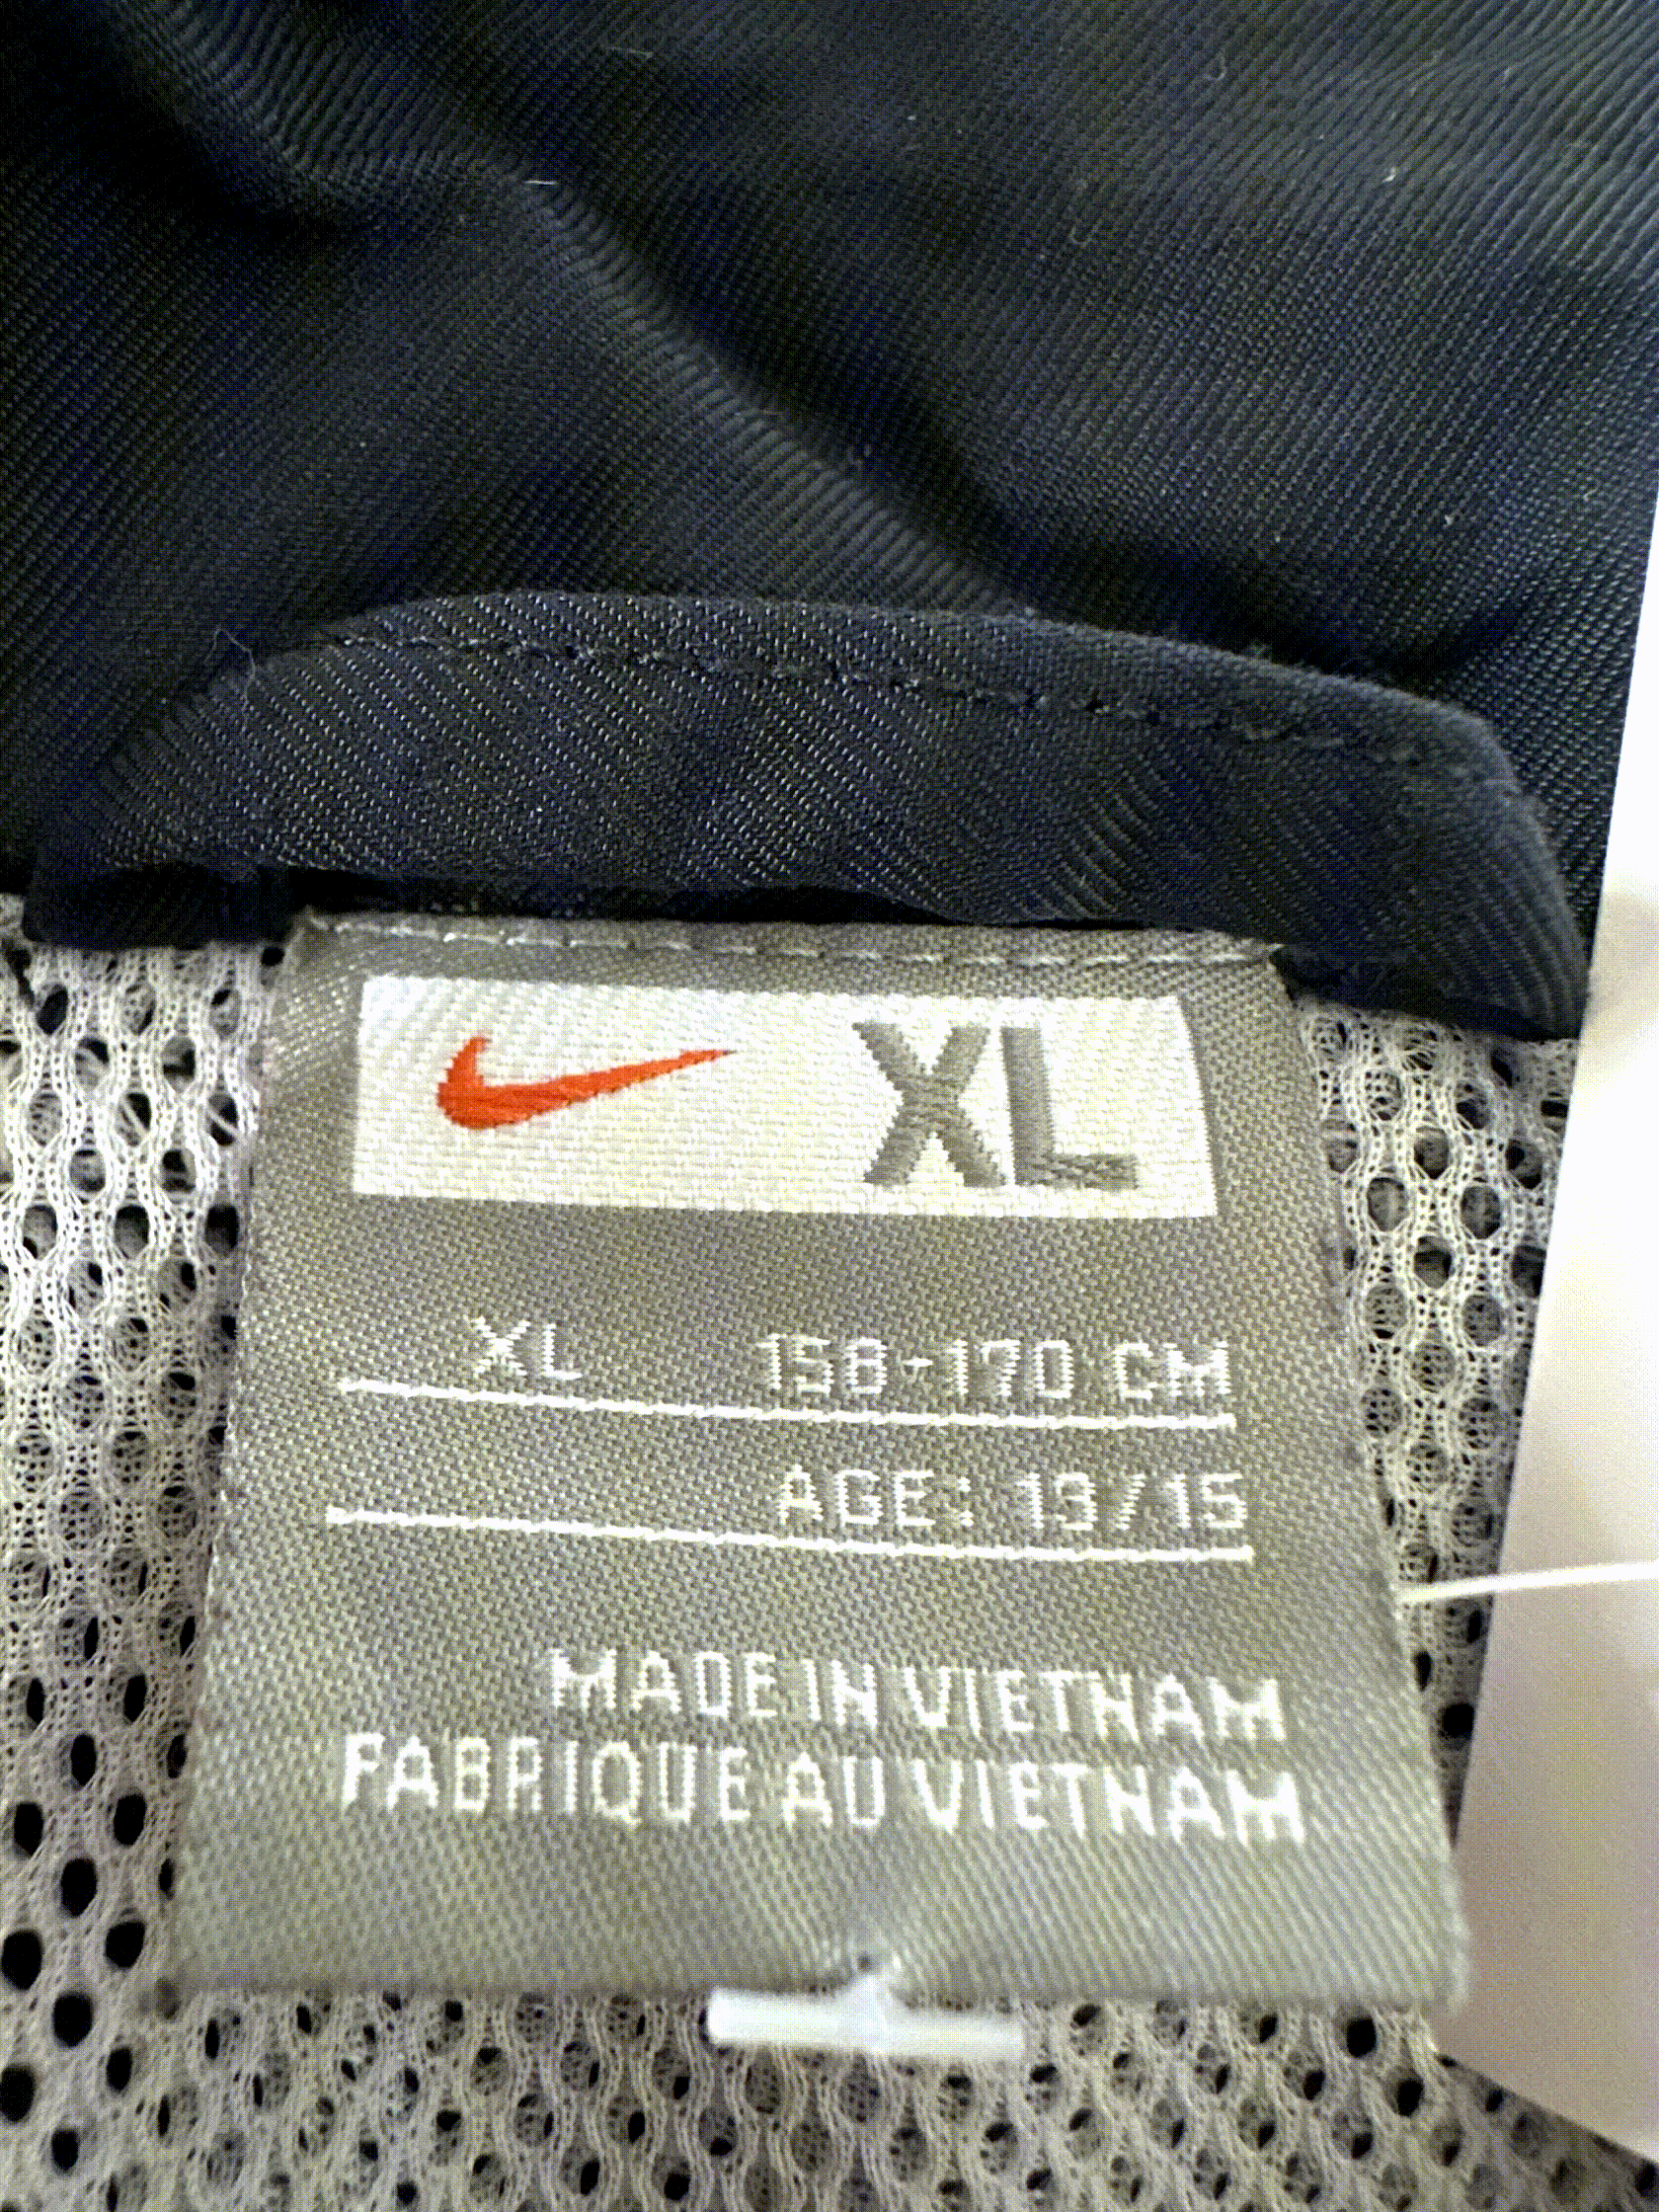 XL
XL 158-170 CM
AGE: 13/15
MADE IN VIETNAM
FABRIQUE AU VIETNAM